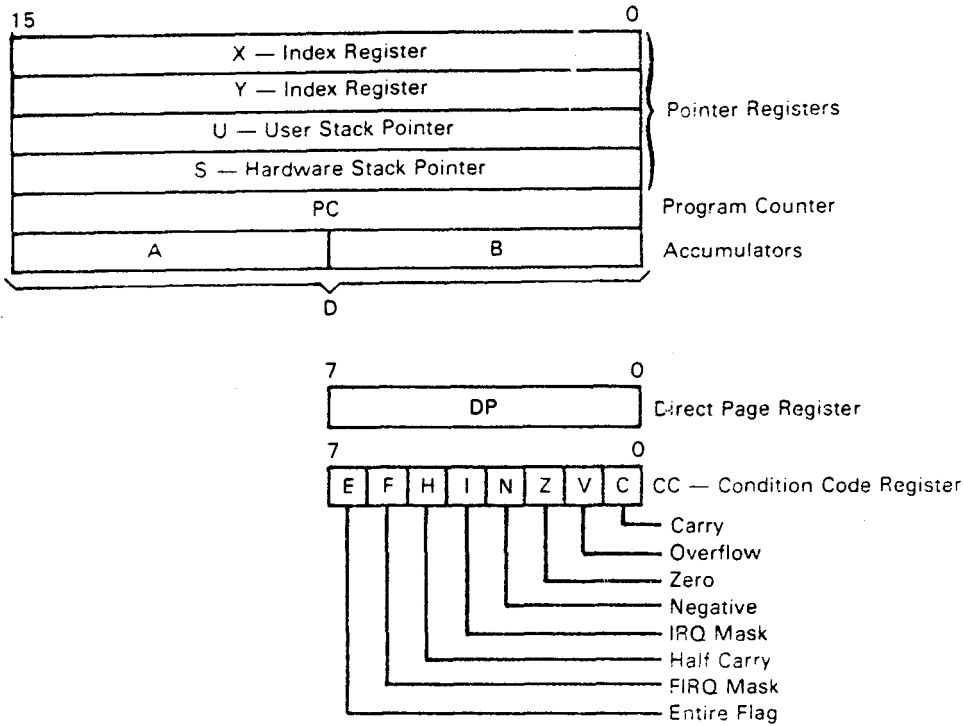 15 0
X — Index Register
Y — Index Register
U — User Stack Pointer
S — Hardware Stack Pointer
Pointer Registers
PC Program Counter
A B Accumulators
D
7 0
DP Direct Page Register
7 0
E F H I N Z V C CC — Condition Code Register
Carry
Overflow
Zero
Negative
IRQ Mask
Half Carry
FIRQ Mask
Entire Flag